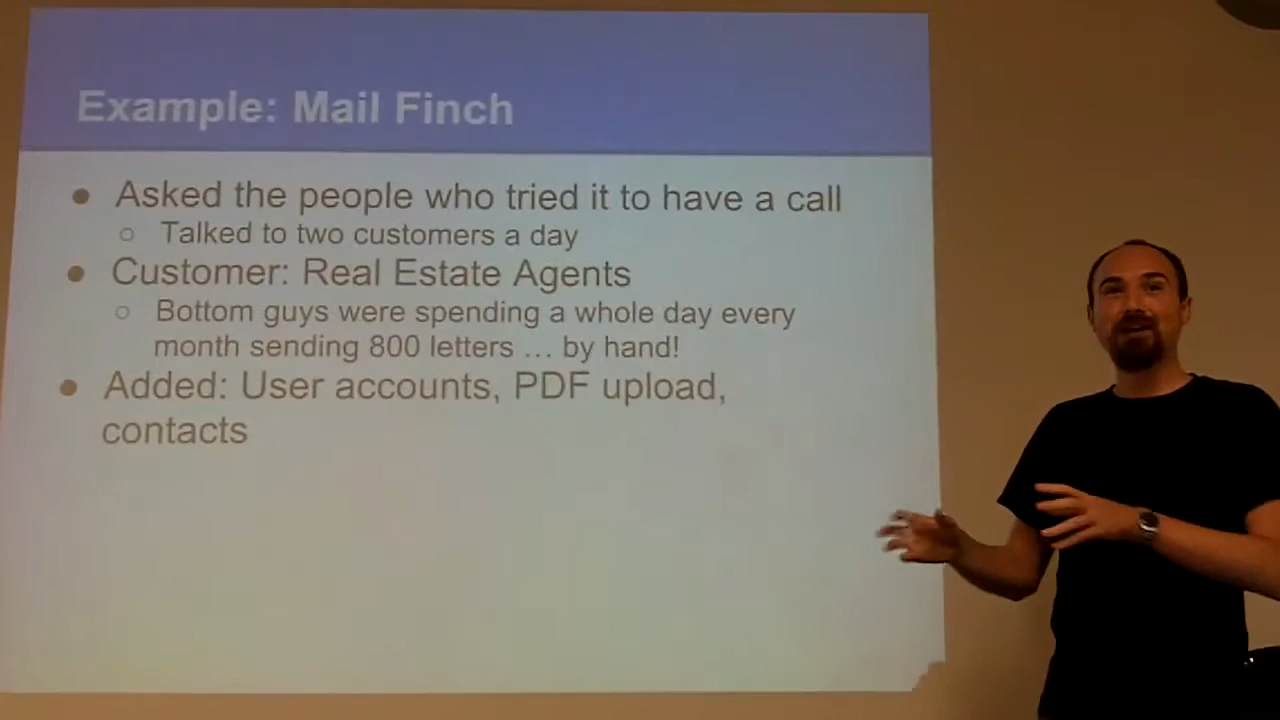 Example: Mail Finch
● Asked the people who tried it to have a call
○ Talked to two customers a day
● Customer: Real Estate Agents
○ Bottom guys were spending a whole day every
month sending 800 letters ... by hand!
● Added: User accounts, PDF upload,
contacts